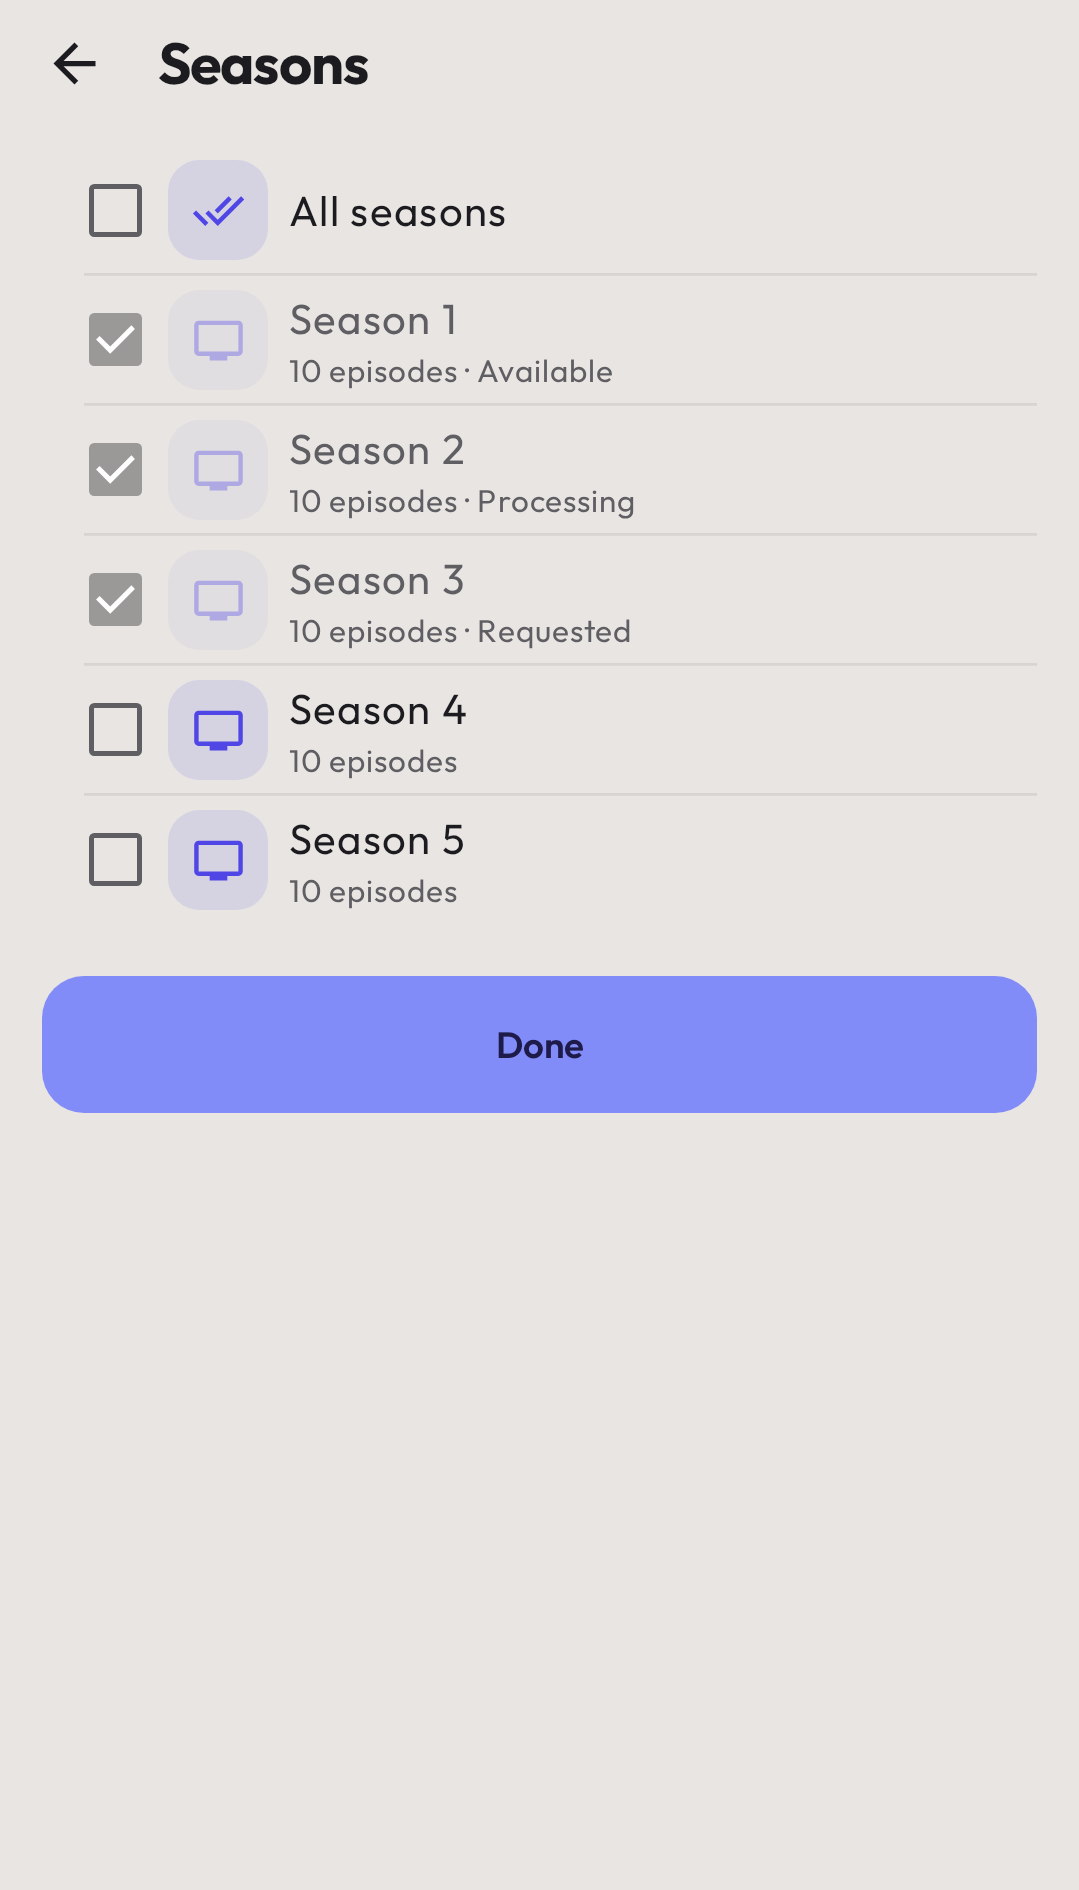 Seasons
All seasons
Season 1
10 episodes · Available
Season 2
10 episodes · Processing
Season 3
10 episodes · Requested
Season 4
10 episodes
Season 5
10 episodes
Done